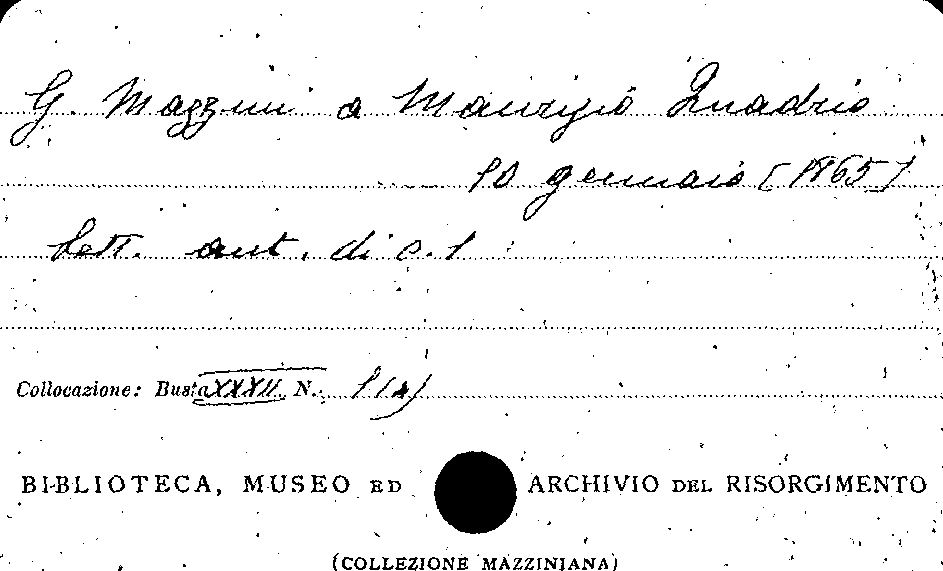 G. Mazzini a Maurizio Quadrio
10 gennaio [1865]
lett. aut. di c. 1
Collocazione: Busta XXXII N. 1(4)
BIBLIOTECA, MUSEO ED ARCHIVIO DEL RISORGIMENTO
(COLLEZIONE MAZZINIANA)